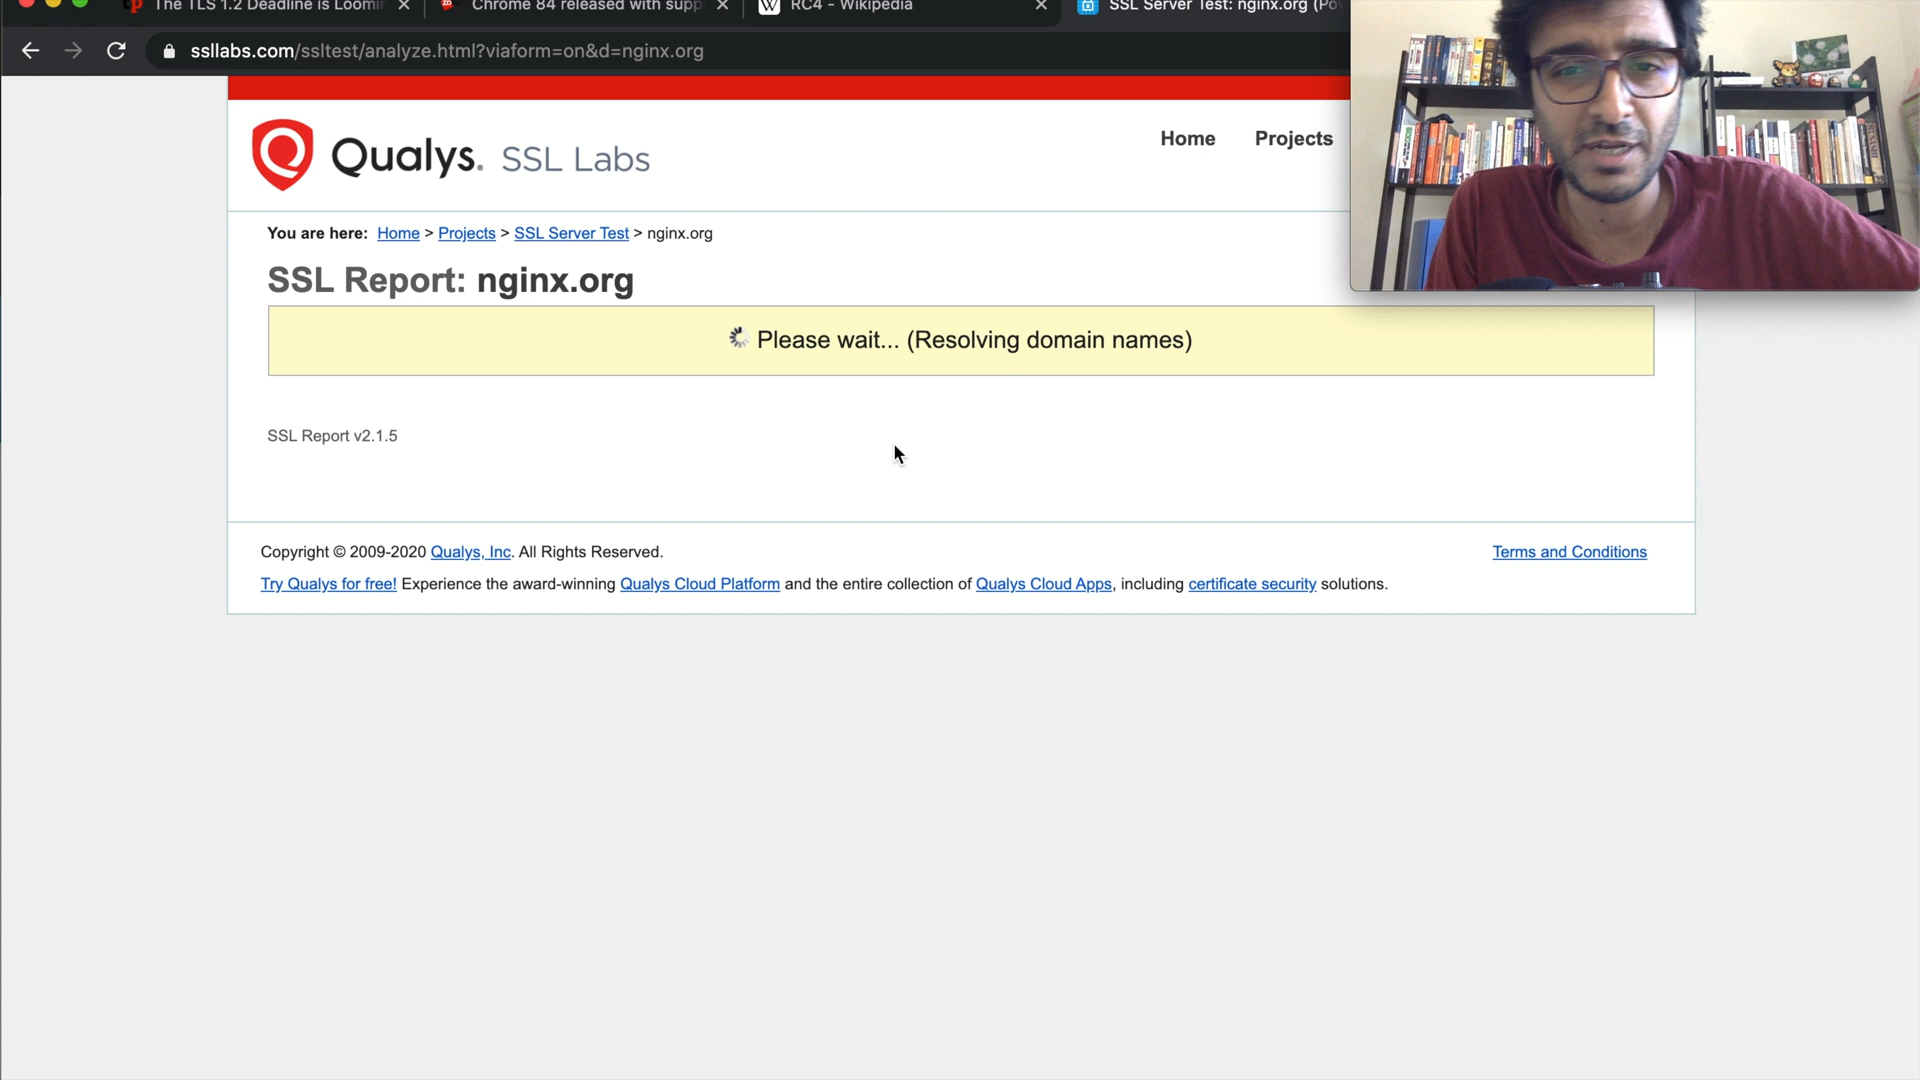 The TLS 1.2 Deadline is Loomin
Chrome 84 released with supp
RC4 - Wikipedia
SSL Server Test: nginx.org (Po
ssllabs.com/ssltest/analyze.html?viaform=on&d=nginx.org
Qualys. SSL Labs
Home Projects
You are here: Home > Projects > SSL Server Test > nginx.org
SSL Report: nginx.org
Please wait... (Resolving domain names)
SSL Report v2.1.5
Copyright © 2009-2020 Qualys, Inc. All Rights Reserved.
Terms and Conditions
Try Qualys for free! Experience the award-winning Qualys Cloud Platform and the entire collection of Qualys Cloud Apps, including certificate security solutions.